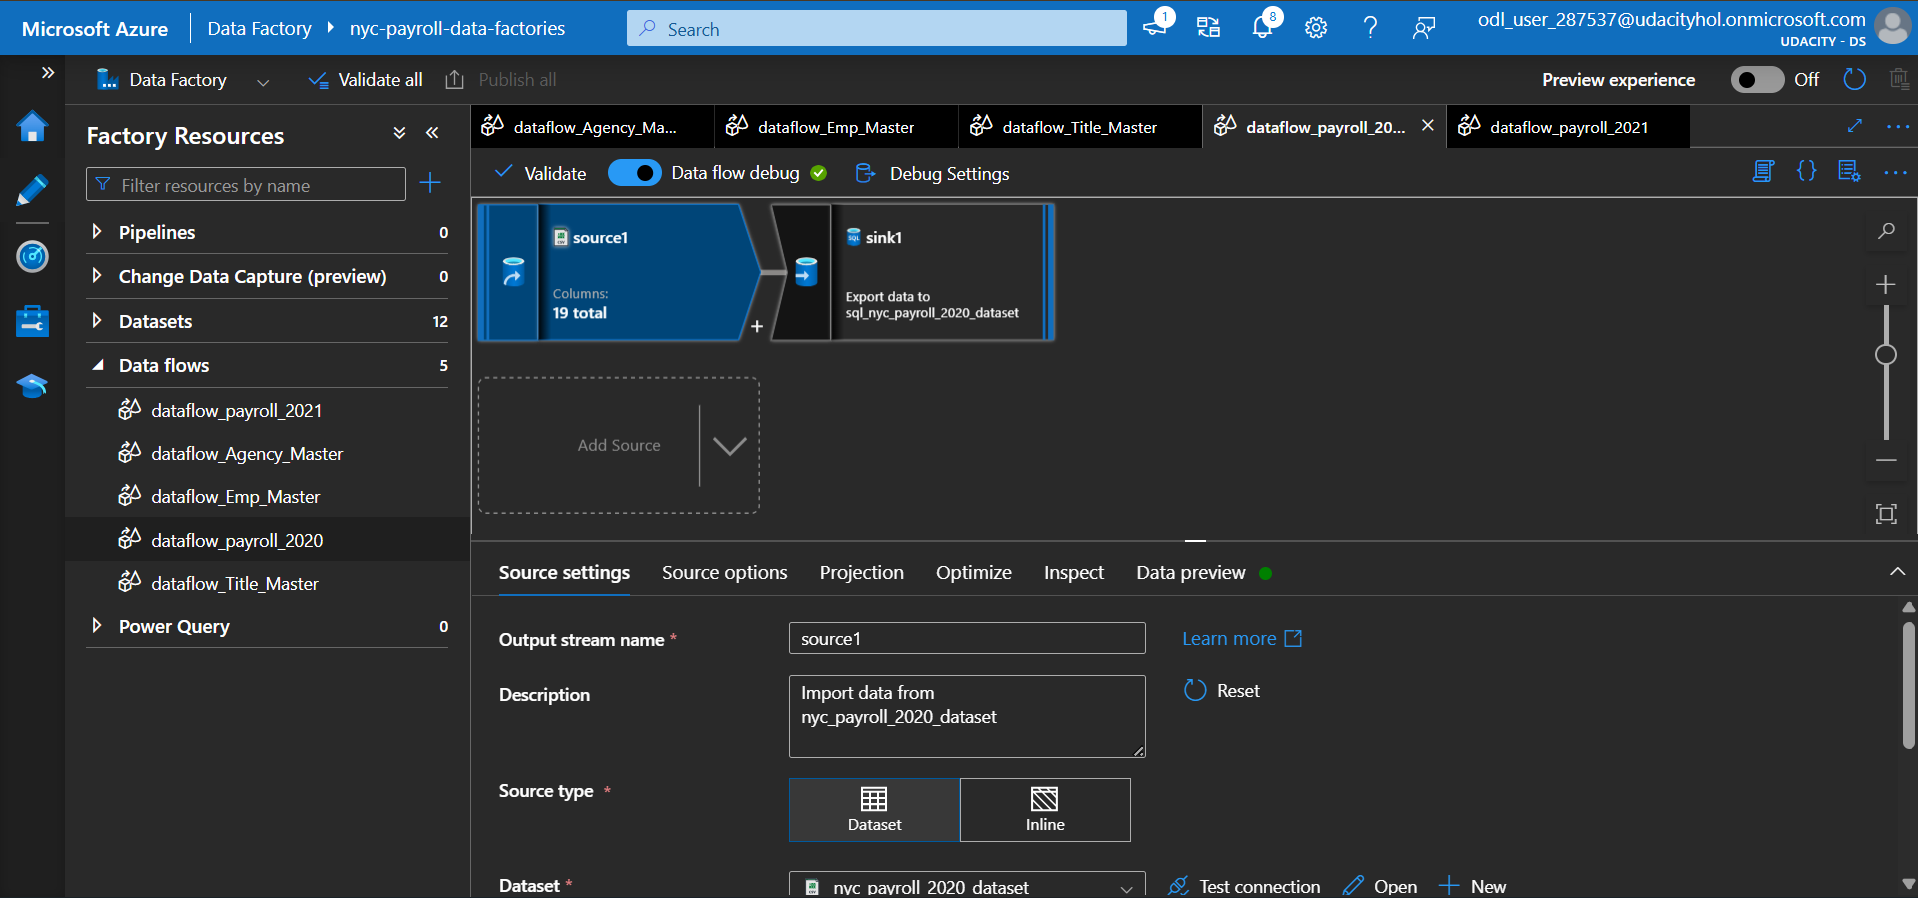 Microsoft Azure
Data Factory
nyc-payroll-data-factories
Search
1
8
odl_user_287537@udacityhol.onmicrosoft.com
UDACITY - DS
Data Factory
Validate all
Publish all
Preview experience
Off
Factory Resources
Filter resources by name
Pipelines 0
Change Data Capture (preview) 0
Datasets 12
Data flows 5
dataflow_payroll_2021
dataflow_Agency_Master
dataflow_Emp_Master
dataflow_payroll_2020
dataflow_Title_Master
Power Query 0
dataflow_Agency_Ma...
dataflow_Emp_Master
dataflow_Title_Master
dataflow_payroll_20...
dataflow_payroll_2021
Validate
Data flow debug
Debug Settings
source1
Columns:
19 total
sink1
Export data to
sql_nyc_payroll_2020_dataset
Add Source
Source settings
Source options
Projection
Optimize
Inspect
Data preview
Output stream name *
source1
Learn more
Description
Import data from
nyc_payroll_2020_dataset
Reset
Source type *
Dataset
Inline
Dataset *
nyc_payroll_2020_dataset
Test connection
Open
New